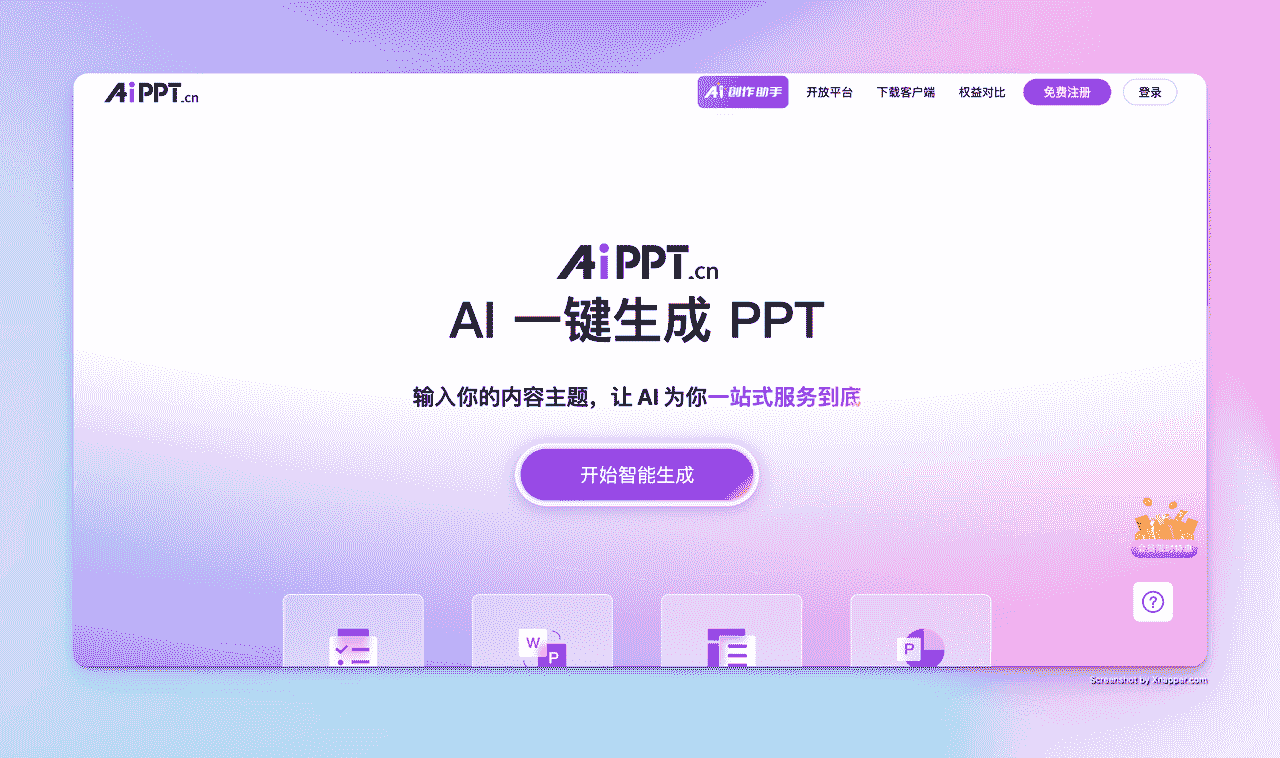 AiPPT.cn
Ai 创作助手 开放平台 下载客户端 权益对比 免费注册 登录
AiPPT.cn
AI 一键生成 PPT
输入你的内容主题，让 AI 为你一站式服务到底
开始智能生成
W
P
P
Screenshot by Xnapper.com